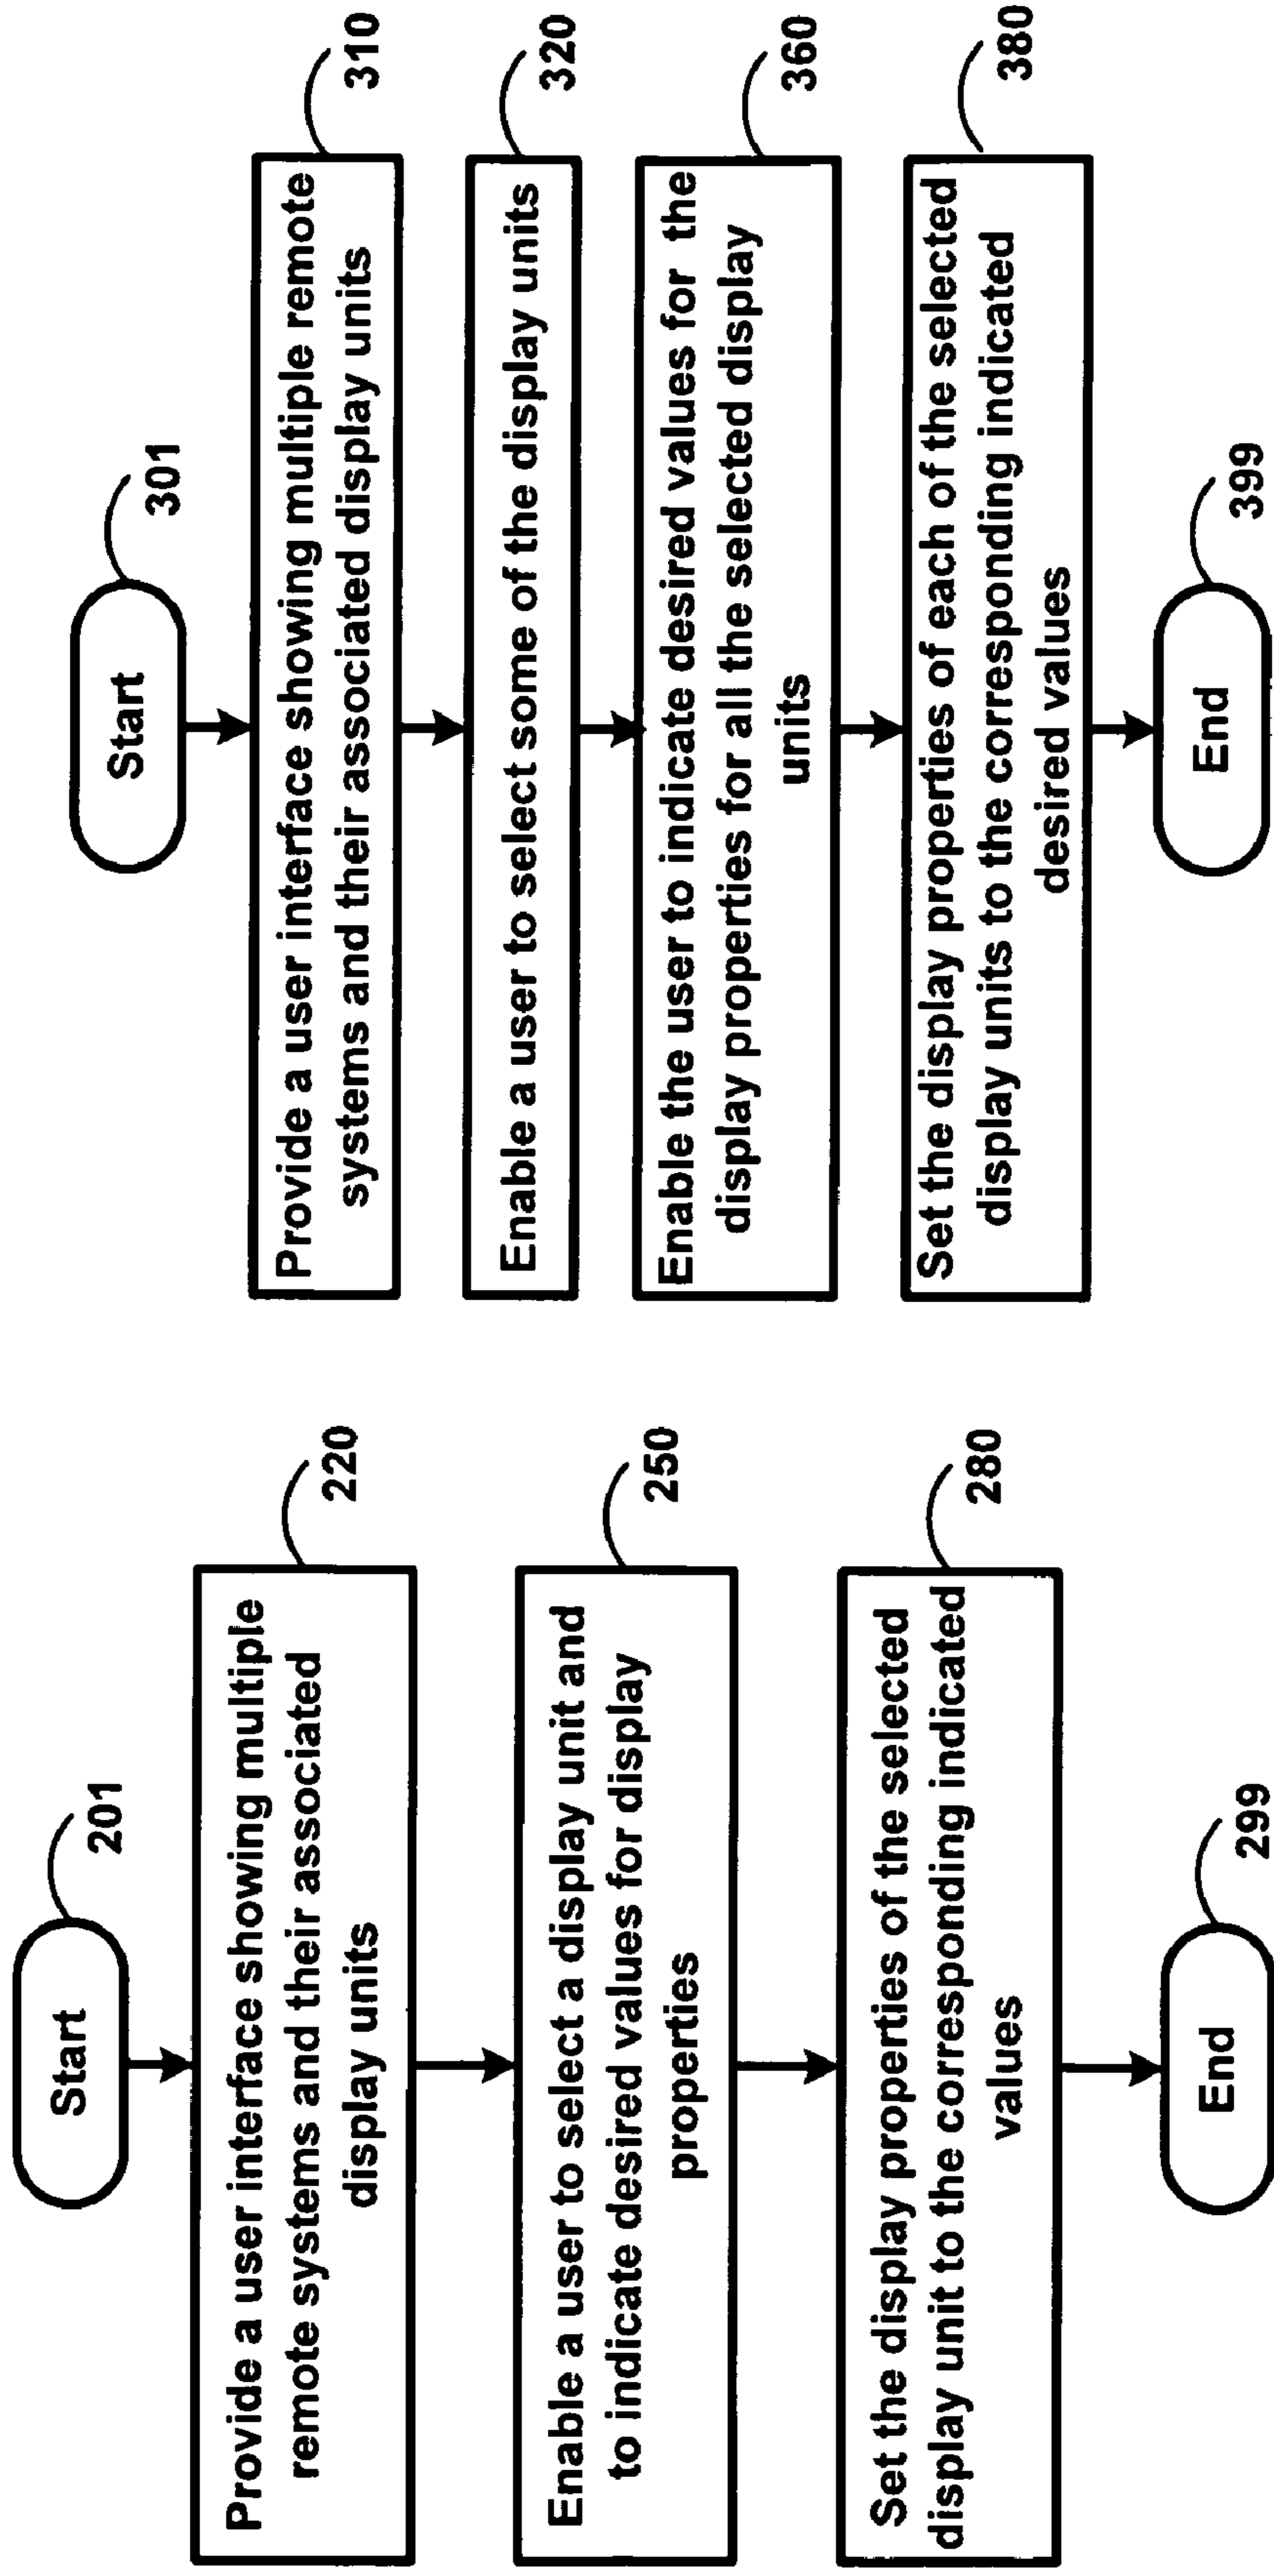 201
Start
220
Provide a user interface showing multiple
remote systems and their associated
display units
250
Enable a user to select a display unit and
to indicate desired values for display
properties
280
Set the display properties of the selected
display unit to the corresponding indicated
values
End
299
301
Start
310
Provide a user interface showing multiple remote
systems and their associated display units
320
Enable a user to select some of the display units
360
Enable the user to indicate desired values for the
display properties for all the selected display
units
380
Set the display properties of each of the selected
display units to the corresponding indicated
desired values
End
399